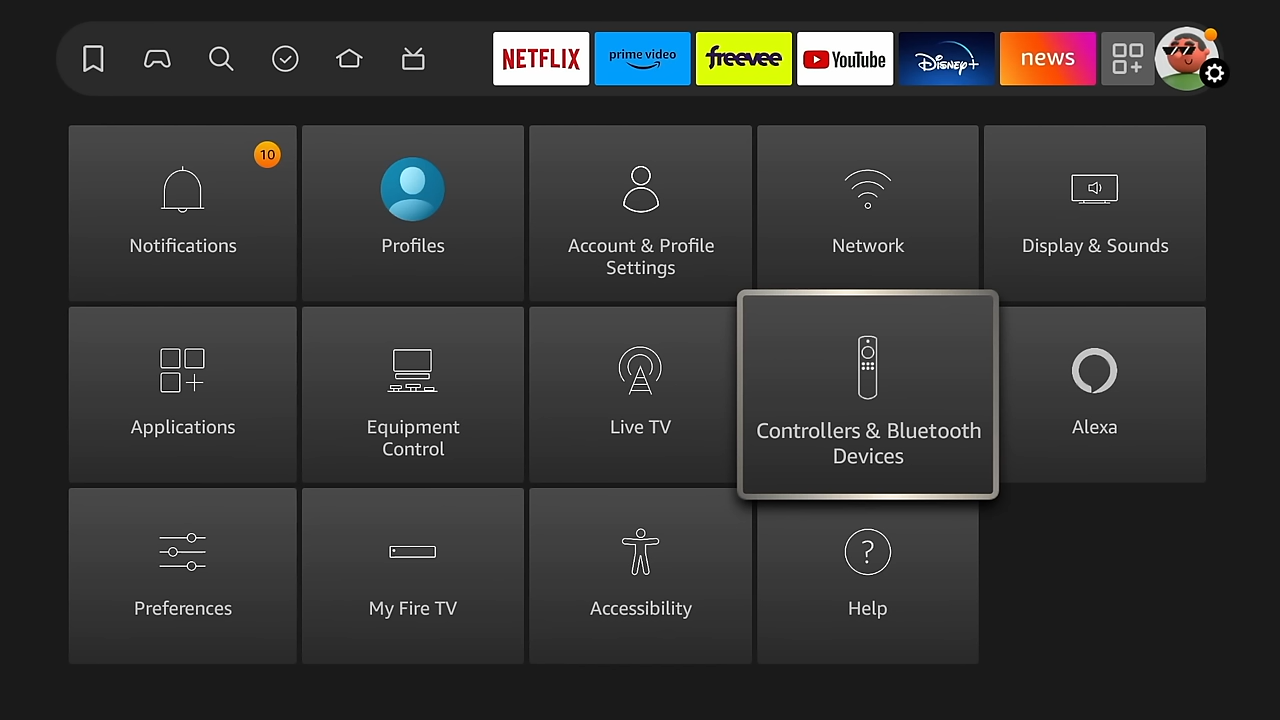 NETFLIX
prime video
freevee
YouTube
Disney+
news
10
Notifications
Profiles
Account & Profile
Settings
Network
Display & Sounds
Applications
Equipment
Control
Live TV
Controllers & Bluetooth
Devices
Alexa
Preferences
My Fire TV
Accessibility
?
Help